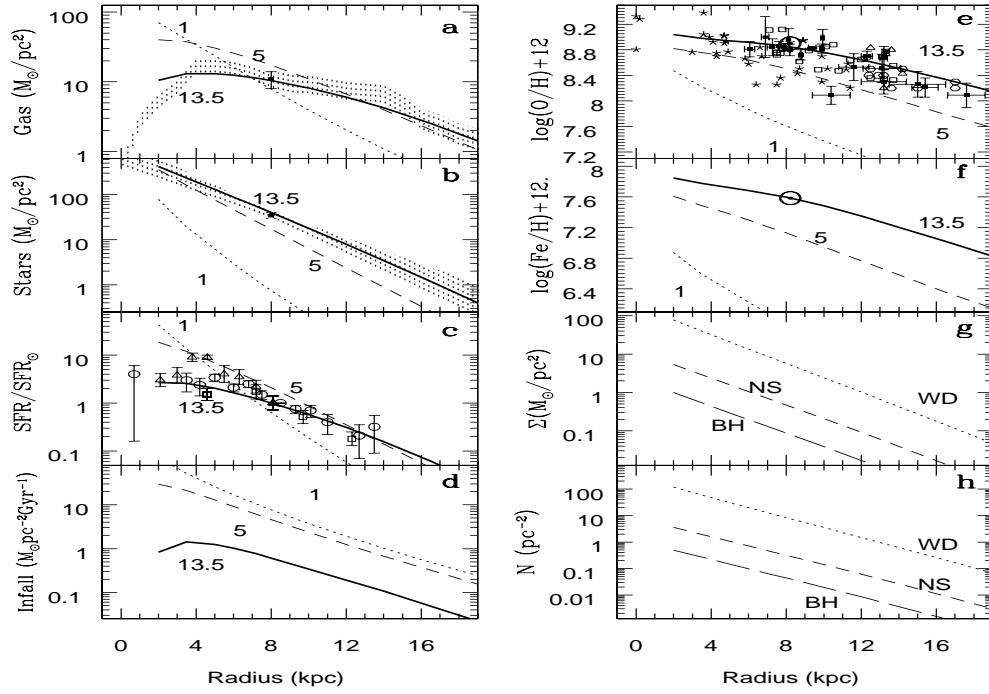 a
Gas (M⊙/pc²)
100
10
1
1
5
13.5
b
Stars (M⊙/pc²)
100
10
1
13.5
5
1
c
SFR/SFR⊙
10
1
0.1
1
5
13.5
d
Infall (M⊙pc⁻²Gyr⁻¹)
10
1
0.1
1
5
13.5
0 4 8 12 16
Radius (kpc)
e
log(O/H)+12
9.2
8.8
8.4
8
7.6
7.2
13.5
5
1
f
log(Fe/H)+12.
8
7.6
7.2
6.8
6.4
13.5
5
1
g
Σ(M⊙/pc²)
100
10
1
0.1
NS
WD
BH
h
N (pc⁻²)
100
10
1
0.1
0.01
WD
NS
BH
0 4 8 12 16
Radius (kpc)